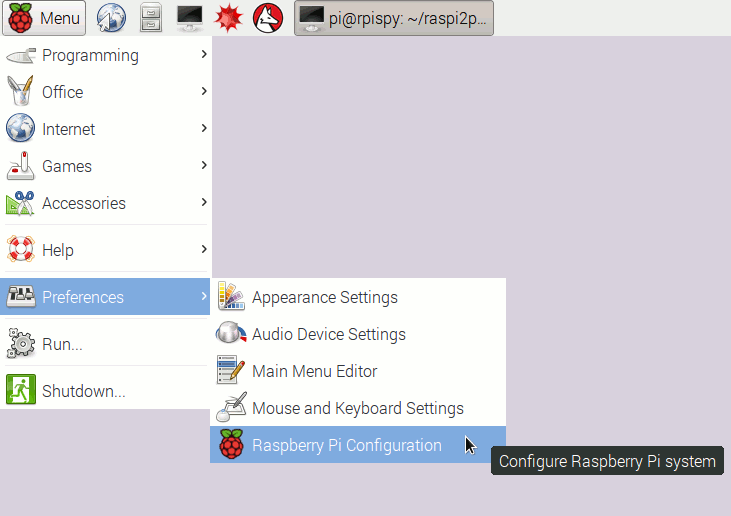 Menu
pi@rpispy: ~/raspi2p...
Programming
Office
Internet
Games
Accessories
Help
Preferences
Run...
Shutdown...
Appearance Settings
Audio Device Settings
Main Menu Editor
Mouse and Keyboard Settings
Raspberry Pi Configuration
Configure Raspberry Pi system